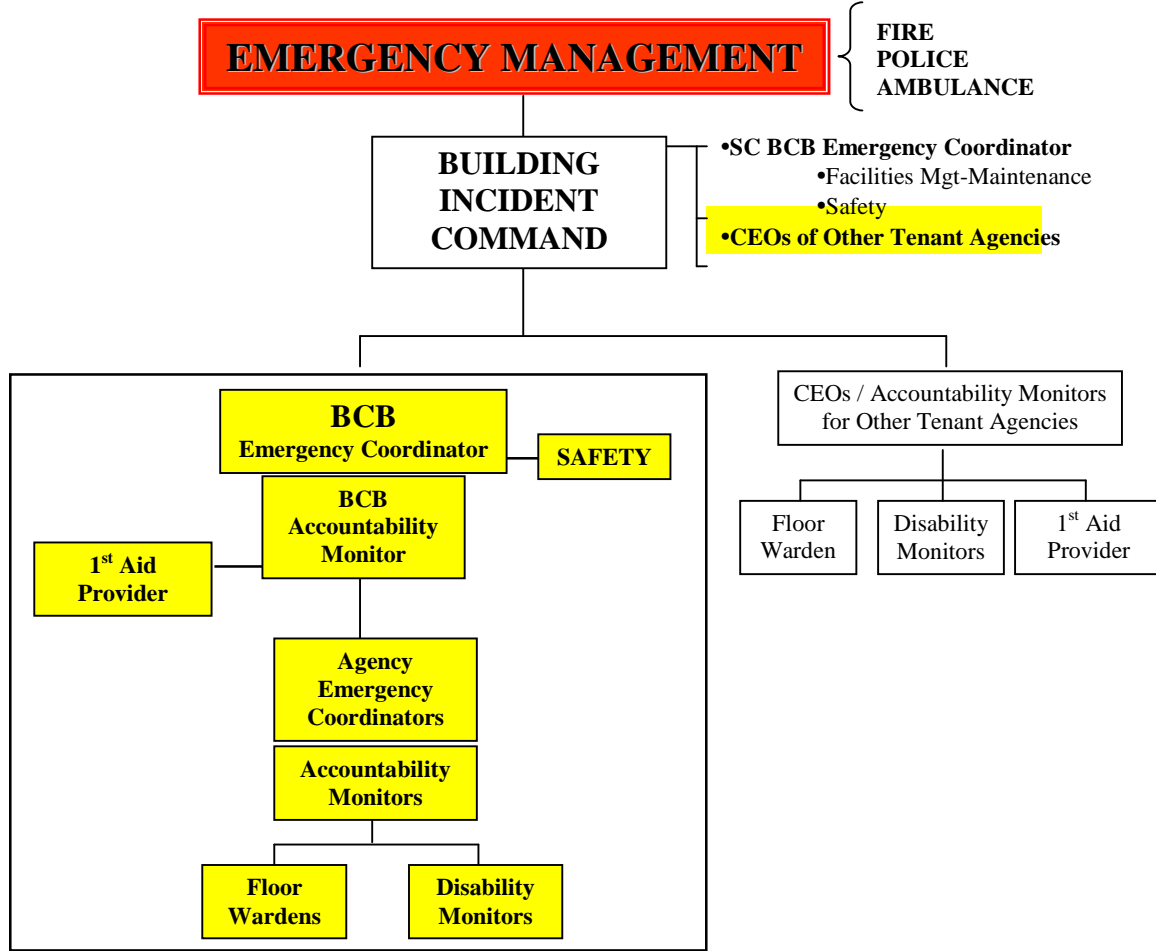 EMERGENCY MANAGEMENT
FIRE
POLICE
AMBULANCE
BUILDING
INCIDENT
COMMAND
•SC BCB Emergency Coordinator
•Facilities Mgt-Maintenance
•Safety
•CEOs of Other Tenant Agencies
BCB
Emergency Coordinator
SAFETY
BCB
Accountability
Monitor
1st Aid
Provider
Agency
Emergency
Coordinators
Accountability
Monitors
Floor
Wardens
Disability
Monitors
CEOs / Accountability Monitors
for Other Tenant Agencies
Floor
Warden
Disability
Monitors
1st Aid
Provider